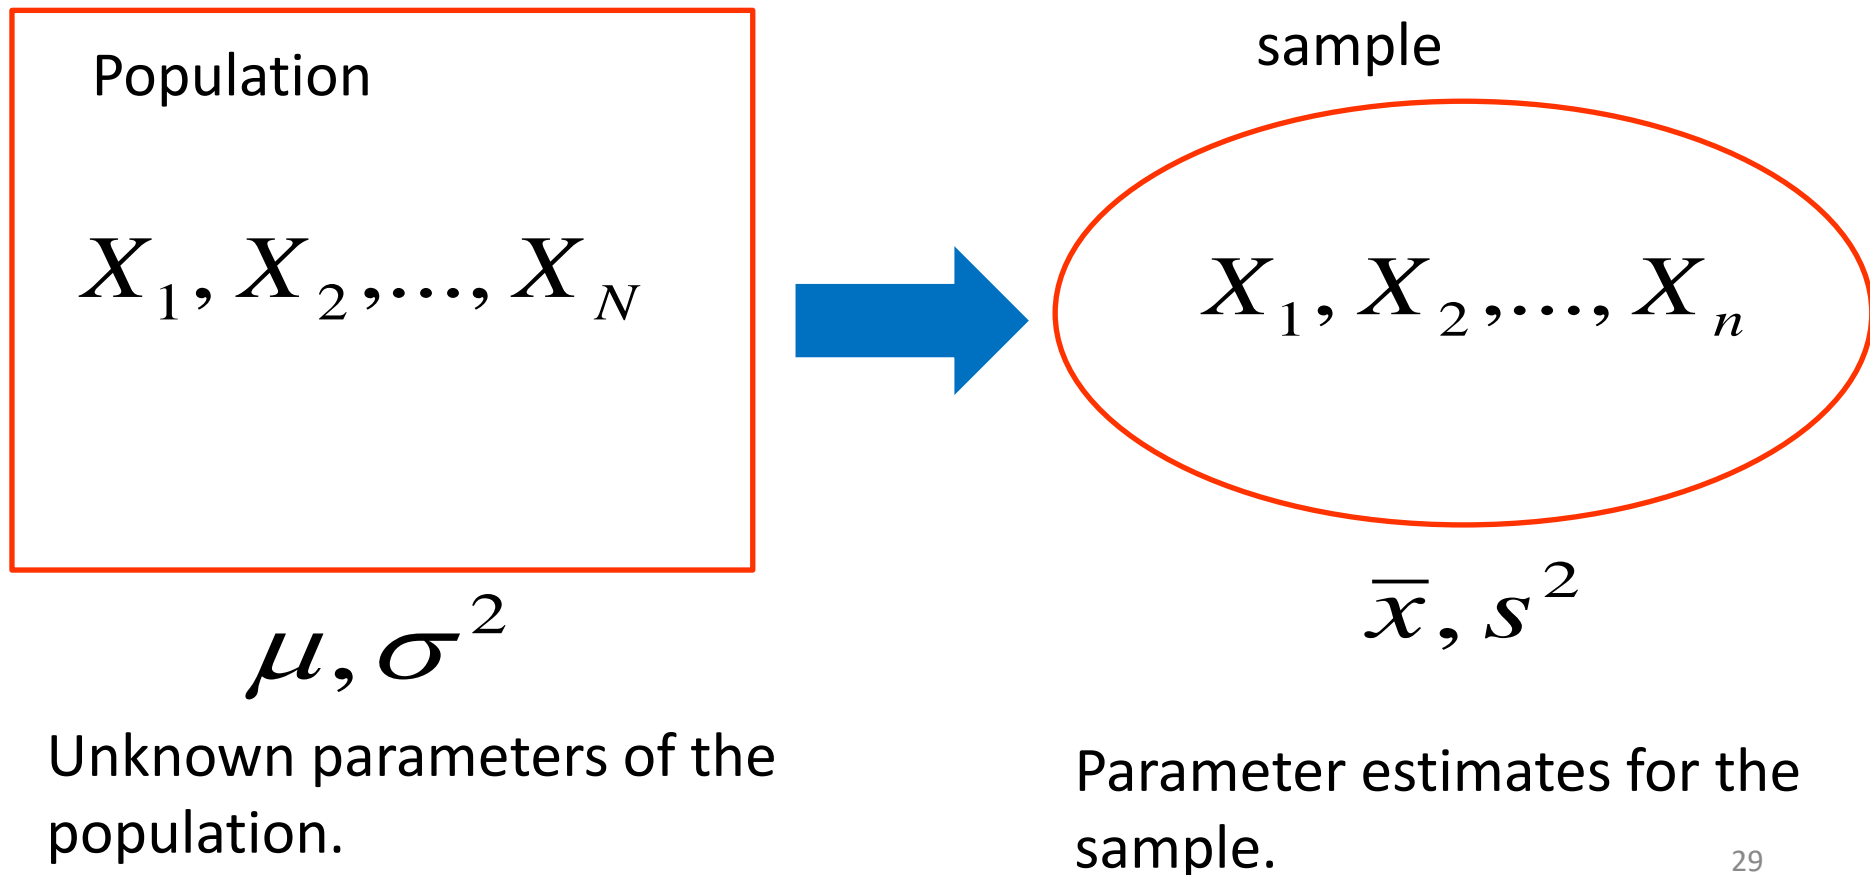 Population
X₁, X₂,..., X_N
μ, σ²
Unknown parameters of the
population.
sample
X₁, X₂,..., Xₙ
x̅, s²
Parameter estimates for the
sample.
29